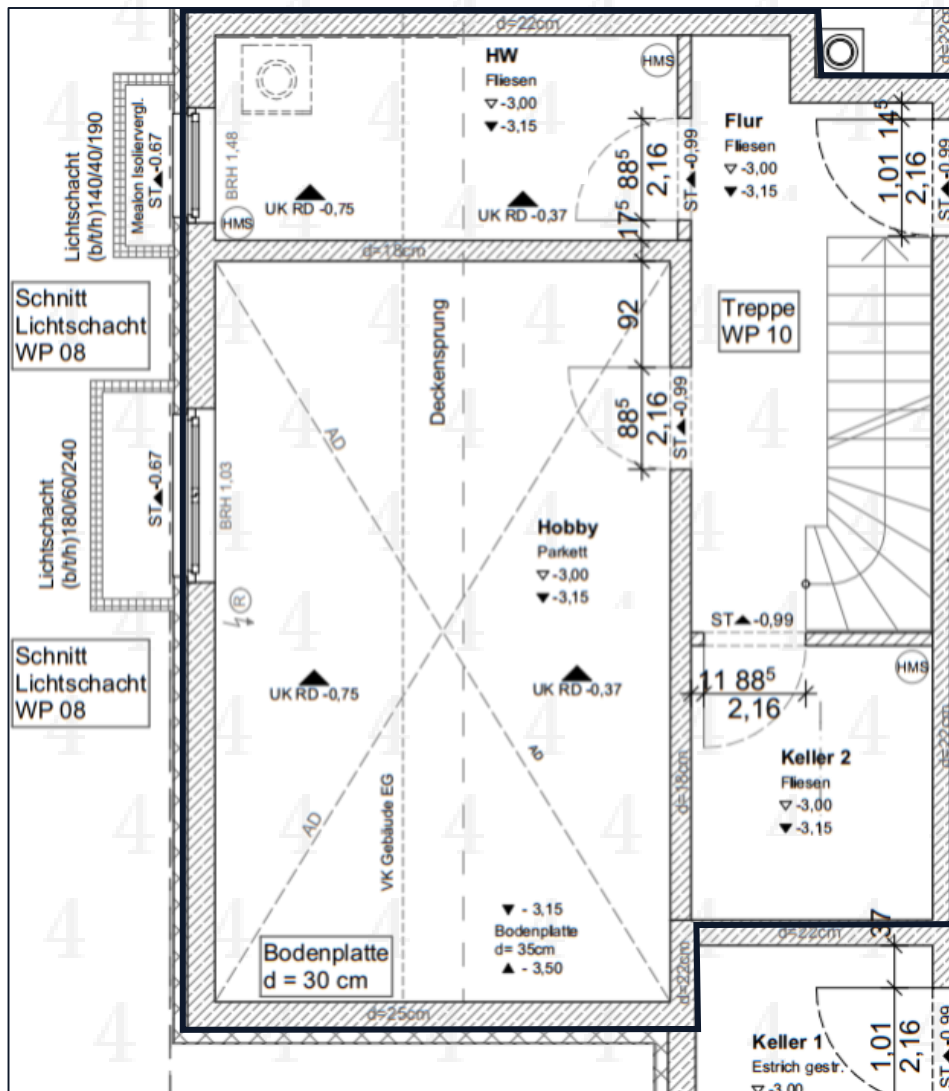 d=22cm
HW
Fliesen
▽ -3,00
▼ -3,15
HMS
Flur
Fliesen
▽ -3,00
▼ -3,15
Lichtschacht
(b/t/h)140/40/190
Mealon Isoliervergl.
ST▲-0.67
BRH 1,48
HMS
UK RD -0,75
UK RD -0,37
17⁵ 88⁵
2,16
ST▲-0,99
1,01 14⁵
2,16
ST▲-0,99
d=22cm
d=18cm
Schnitt
Lichtschacht
WP 08
Deckensprung
92
Treppe
WP 10
88⁵
2,16
ST▲-0,99
Lichtschacht
(b/t/h)180/60/240
ST▲-0.67
BRH 1,03
AD
Hobby
Parkett
▽ -3,00
▼ -3,15
R
ST▲-0,99
HMS
Schnitt
Lichtschacht
WP 08
UK RD -0,75
UK RD -0,37
11 88⁵
2,16
AD
Keller 2
Fliesen
▽ -3,00
▼ -3,15
d=18cm
d=22cm
AD
VK Gebäude EG
▼ - 3,15
Bodenplatte
d= 35cm
▲ - 3,50
Bodenplatte
d = 30 cm
d=25cm
d=22cm
d=22cm
37
Keller 1
Estrich gestr.
▽ -3,00
1,01
2,16
ST▲-0,99